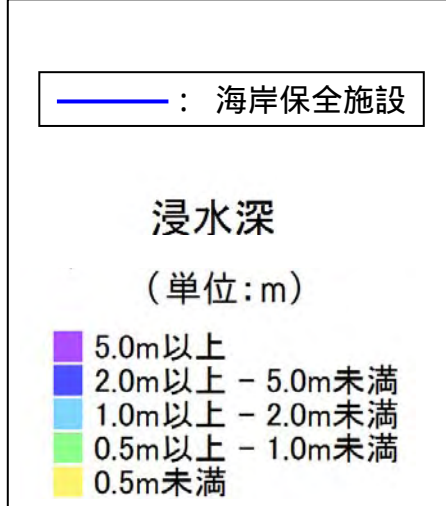 : 海岸保全施設
浸水深
(単位:m)
5.0m以上
2.0m以上 - 5.0m未満
1.0m以上 - 2.0m未満
0.5m以上 - 1.0m未満
0.5m未満